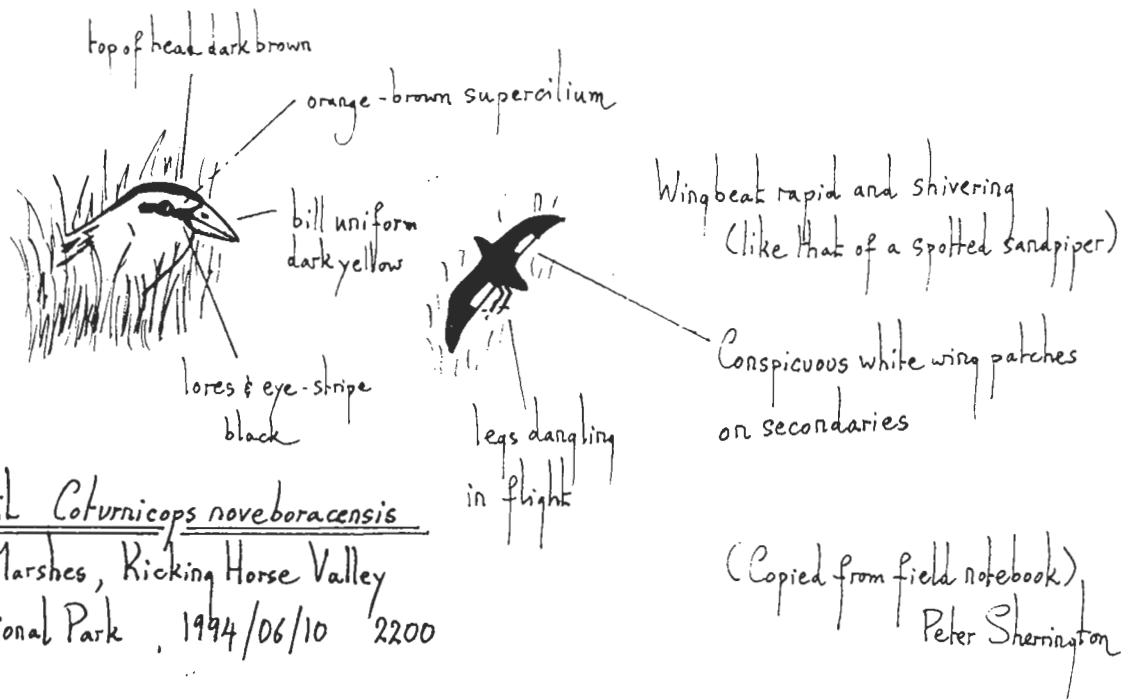 top of head dark brown
orange-brown supercilium
bill uniform
dark yellow
lores & eye-stripe
black
Wingbeat rapid and shivering
(like that of a spotted sandpiper)
Conspicuous white wing patches
on secondaries
legs dangling
in flight
Coturnicops noveboracensis
Marshes, Kicking Horse Valley
ional Park, 1994/06/10 2200
(Copied from field notebook)
Peter Sherrington